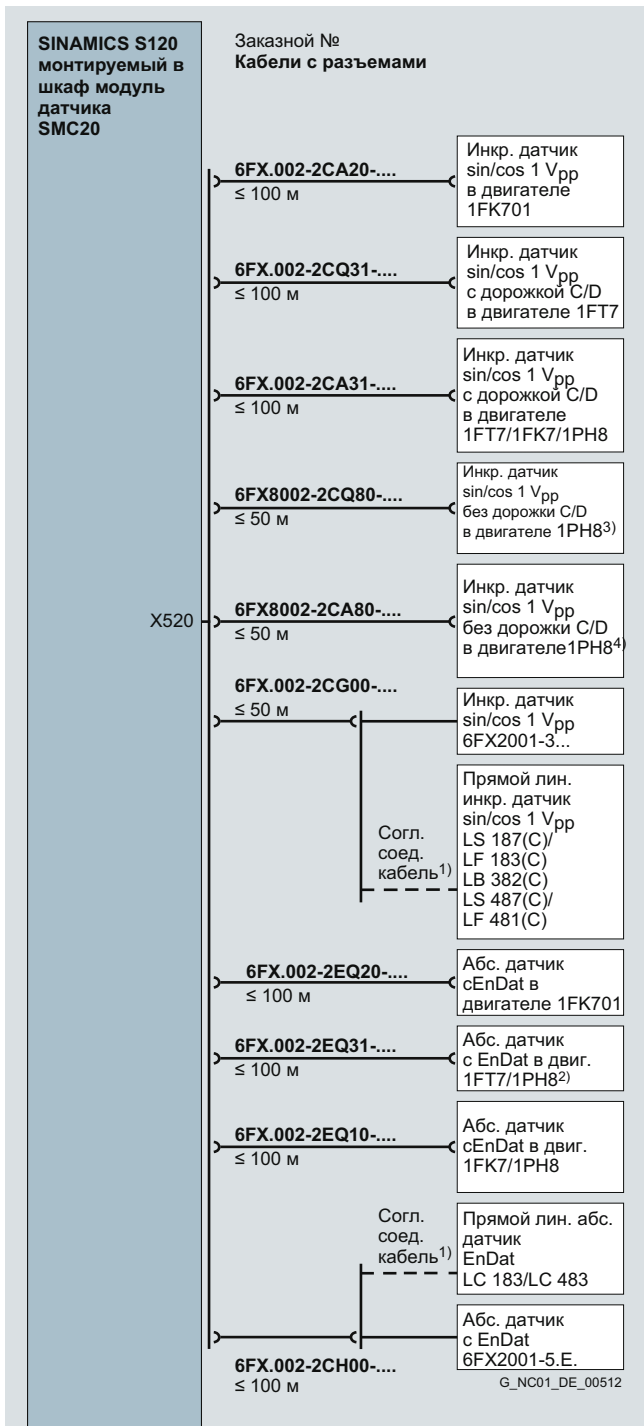 SINAMICS S120
монтируемый в
шкаф модуль
датчика
SMC20
Заказной №
Кабели с разъемами
6FX.002-2CA20-....
≤ 100 м
Инкр. датчик
sin/cos 1 Vpp
в двигателе
1FK701
6FX.002-2CQ31-....
≤ 100 м
Инкр. датчик
sin/cos 1 Vpp
с дорожкой C/D
в двигателе 1FT7
6FX.002-2CA31-....
≤ 100 м
Инкр. датчик
sin/cos 1 Vpp
с дорожкой C/D
в двигателе
1FT7/1FK7/1PH8
6FX8002-2CQ80-....
≤ 50 м
Инкр. датчик
sin/cos 1 Vpp
без дорожки C/D
в двигателе 1PH8³⁾
X520
6FX8002-2CA80-....
≤ 50 м
Инкр. датчик
sin/cos 1 Vpp
без дорожки C/D
в двигателе1PH8⁴⁾
6FX.002-2CG00-....
≤ 50 м
Инкр. датчик
sin/cos 1 Vpp
6FX2001-3...
Согл.
соед.
кабель¹⁾
Прямой лин.
инкр. датчик
sin/cos 1 Vpp
LS 187(C)/
LF 183(C)
LB 382(C)
LS 487(C)/
LF 481(C)
6FX.002-2EQ20-....
≤ 100 м
Абс. датчик
сEnDat в
двигателе 1FK701
6FX.002-2EQ31-....
≤ 100 м
Абс. датчик
с EnDat в двиг.
1FT7/1PH8²⁾
6FX.002-2EQ10-....
≤ 100 м
Абс. датчик
сEnDat в двиг.
1FK7/1PH8
Согл.
соед.
кабель¹⁾
Прямой лин. абс.
датчик
EnDat
LC 183/LC 483
6FX.002-2CH00-....
≤ 100 м
Абс. датчик
с EnDat
6FX2001-5.E.
G_NC01_DE_00512